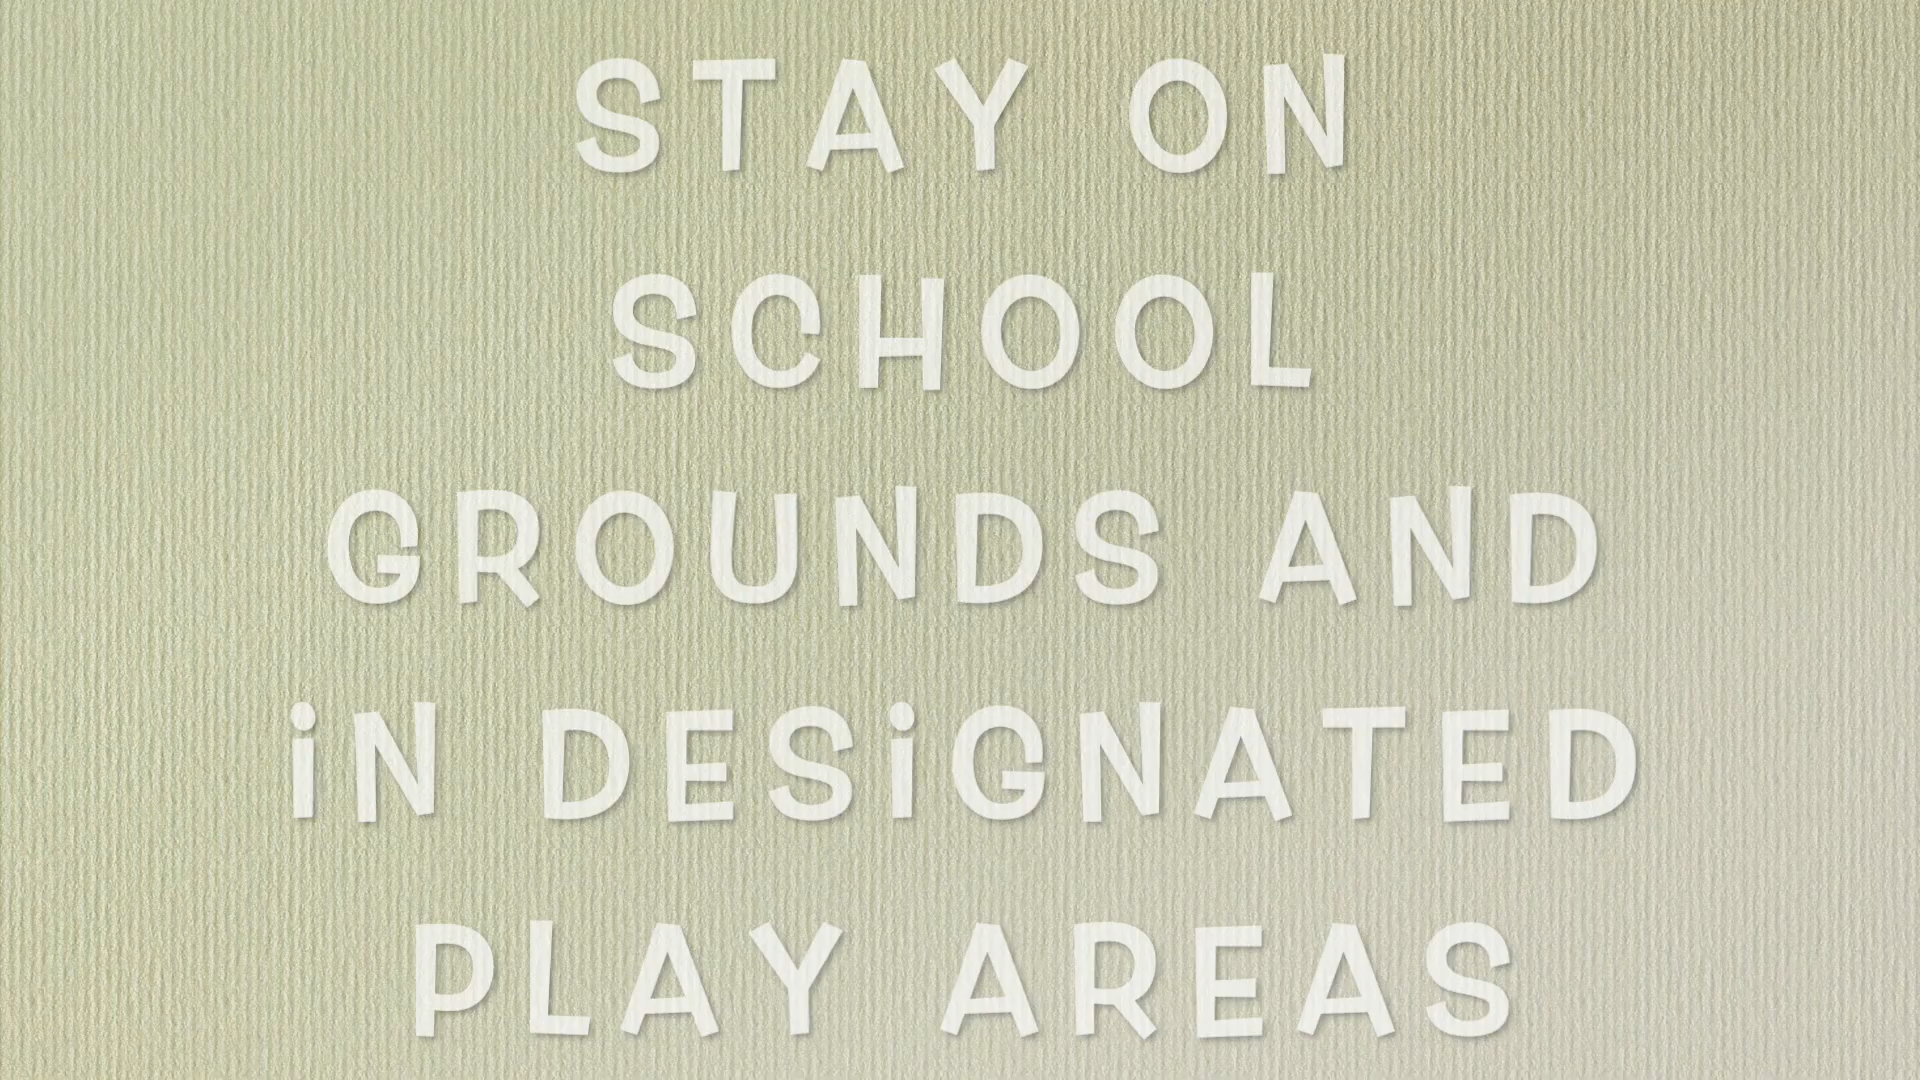 STAY ON
SCHOOL
GROUNDS AND
iN DESiGNATED
PLAY AREAS